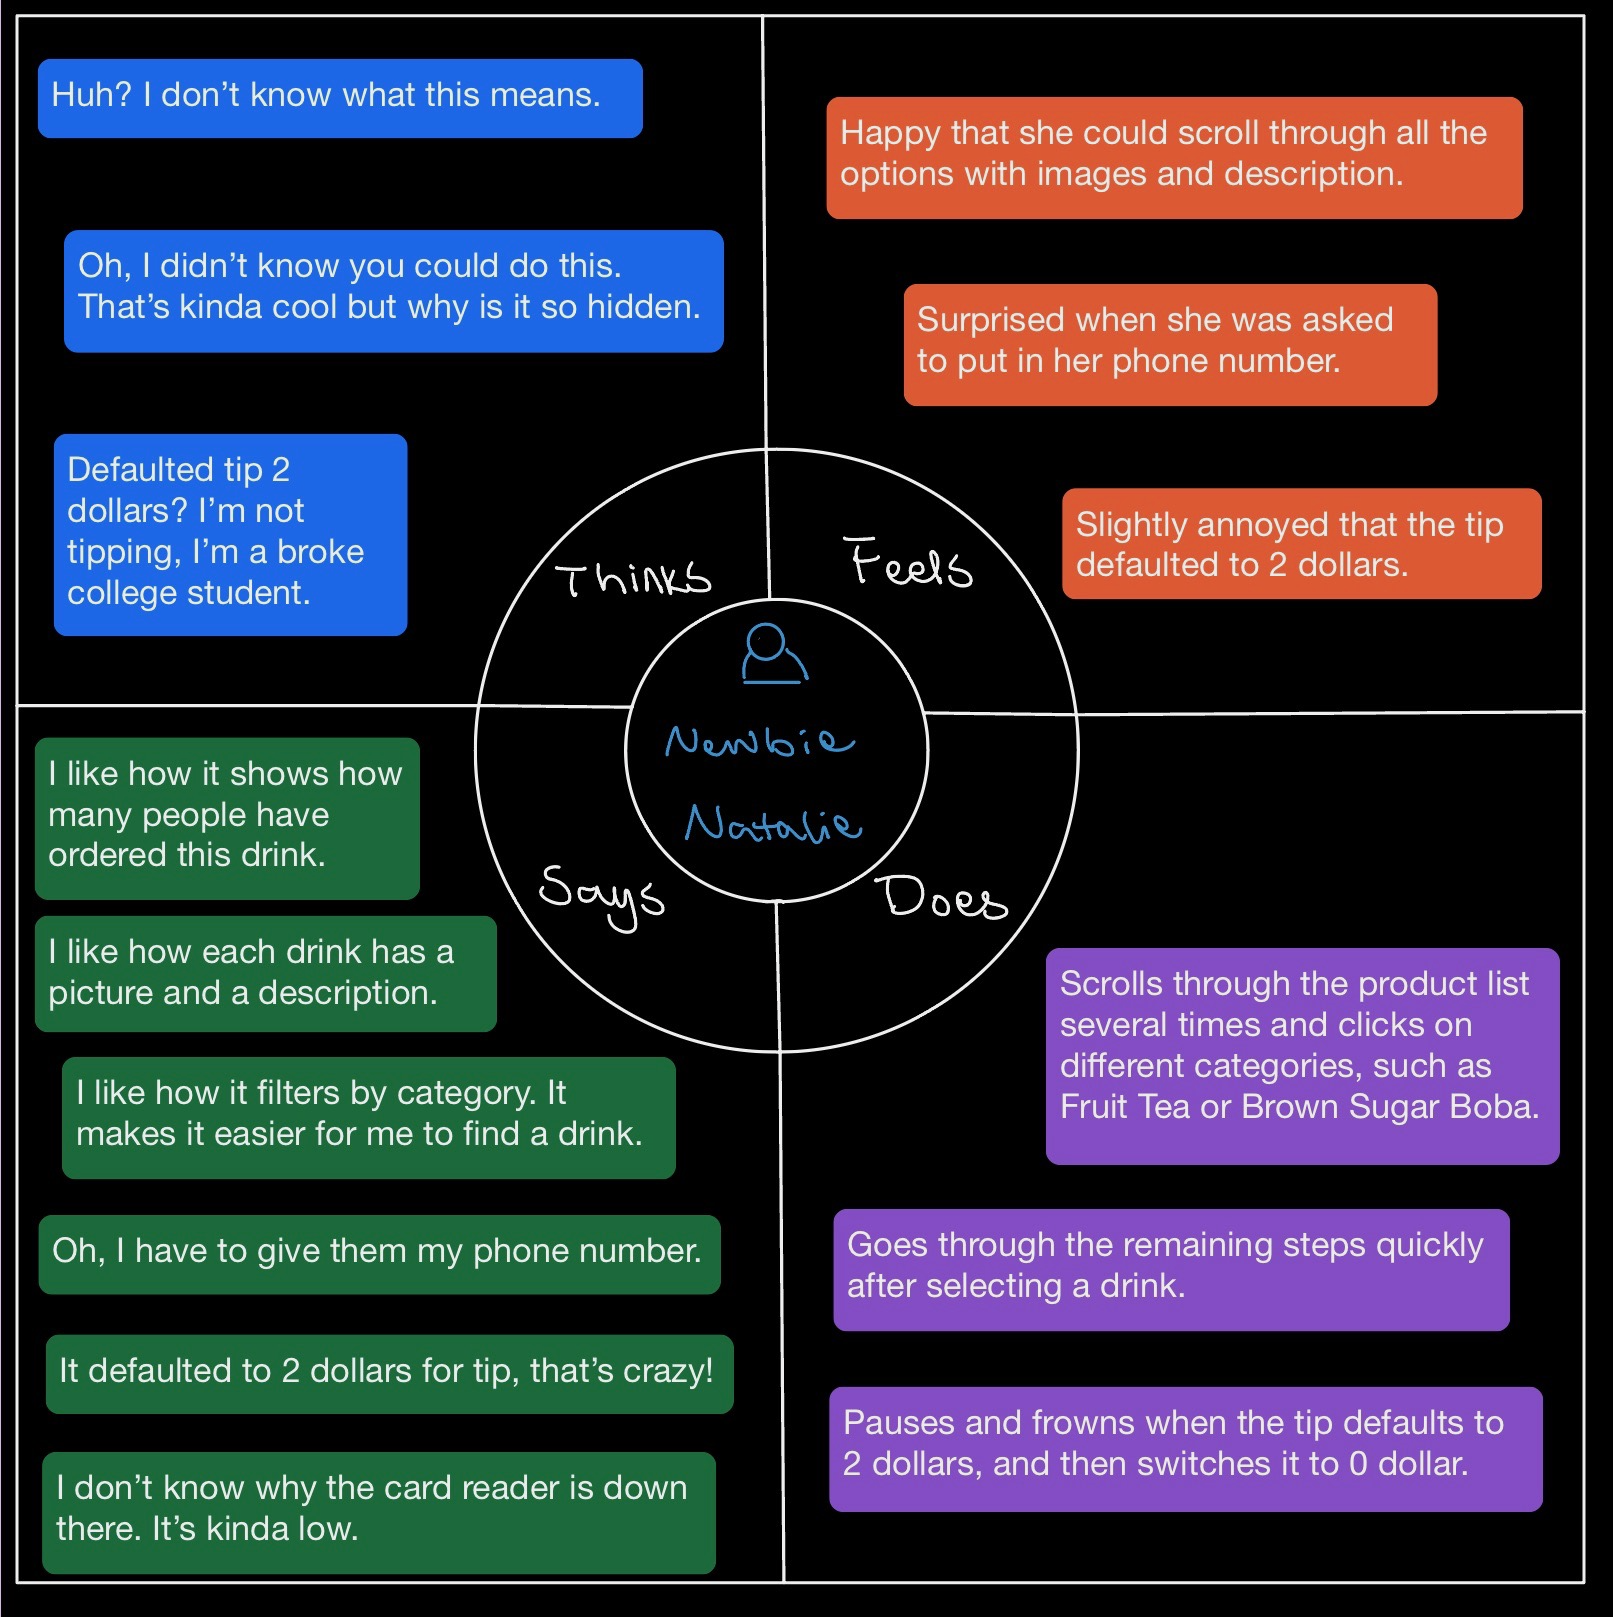 Huh? I don’t know what this means.
Oh, I didn’t know you could do this.
That’s kinda cool but why is it so hidden.
Defaulted tip 2
dollars? I’m not
tipping, I’m a broke
college student.
Thinks
Happy that she could scroll through all the
options with images and description.
Surprised when she was asked
to put in her phone number.
Slightly annoyed that the tip
defaulted to 2 dollars.
Feels
Newbie
Natalie
Says
I like how it shows how
many people have
ordered this drink.
I like how each drink has a
picture and a description.
I like how it filters by category. It
makes it easier for me to find a drink.
Oh, I have to give them my phone number.
It defaulted to 2 dollars for tip, that’s crazy!
I don’t know why the card reader is down
there. It’s kinda low.
Does
Scrolls through the product list
several times and clicks on
different categories, such as
Fruit Tea or Brown Sugar Boba.
Goes through the remaining steps quickly
after selecting a drink.
Pauses and frowns when the tip defaults to
2 dollars, and then switches it to 0 dollar.